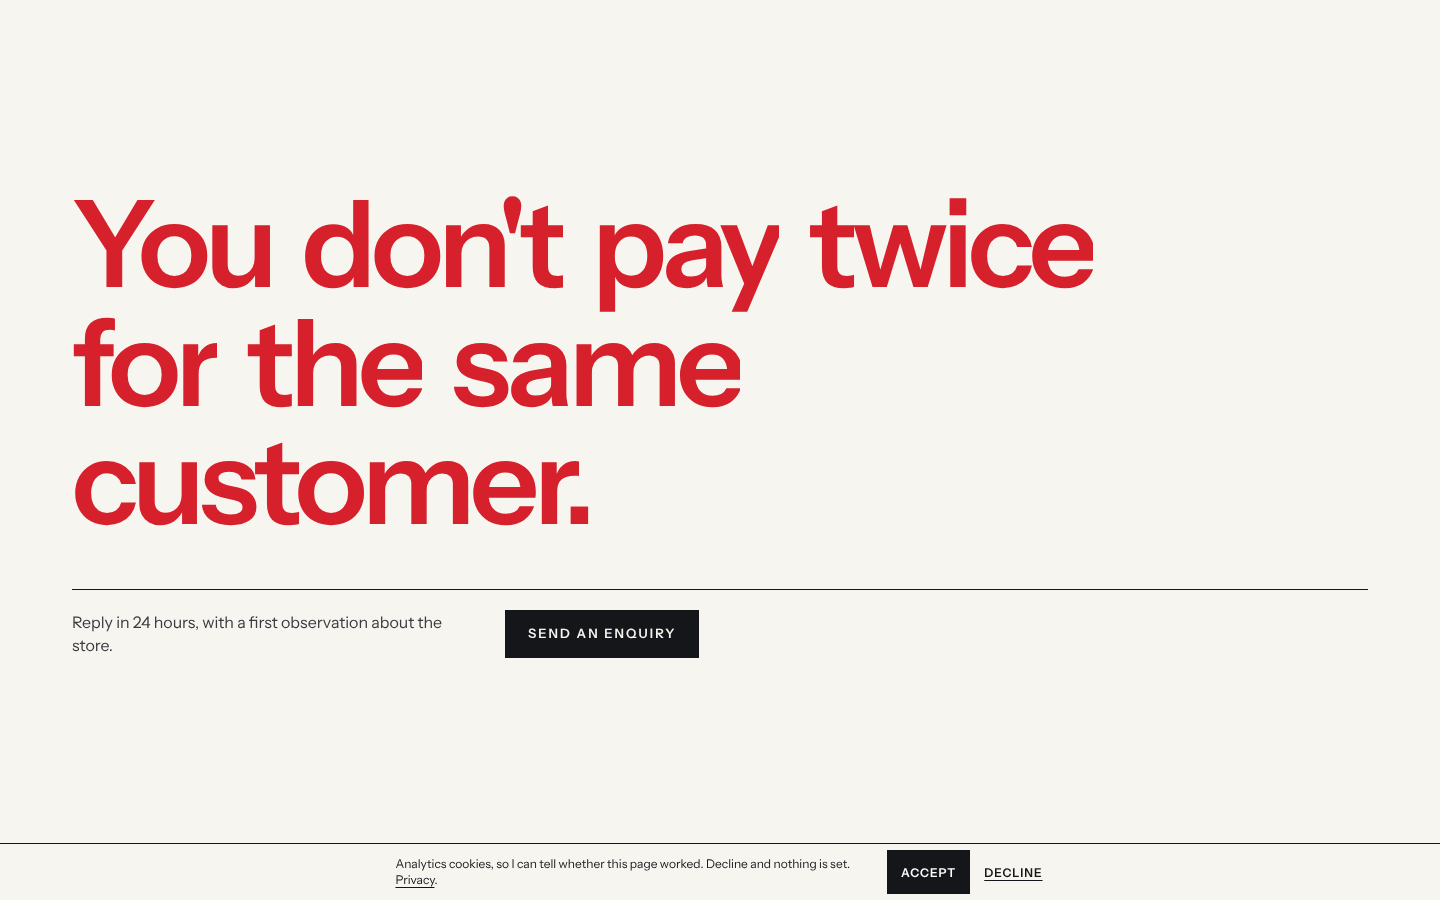 You don't pay twice
for the same
customer.
Reply in 24 hours, with a first observation about the
store.
SEND AN ENQUIRY
Analytics cookies, so I can tell whether this page worked. Decline and nothing is set.
Privacy.
ACCEPT
DECLINE